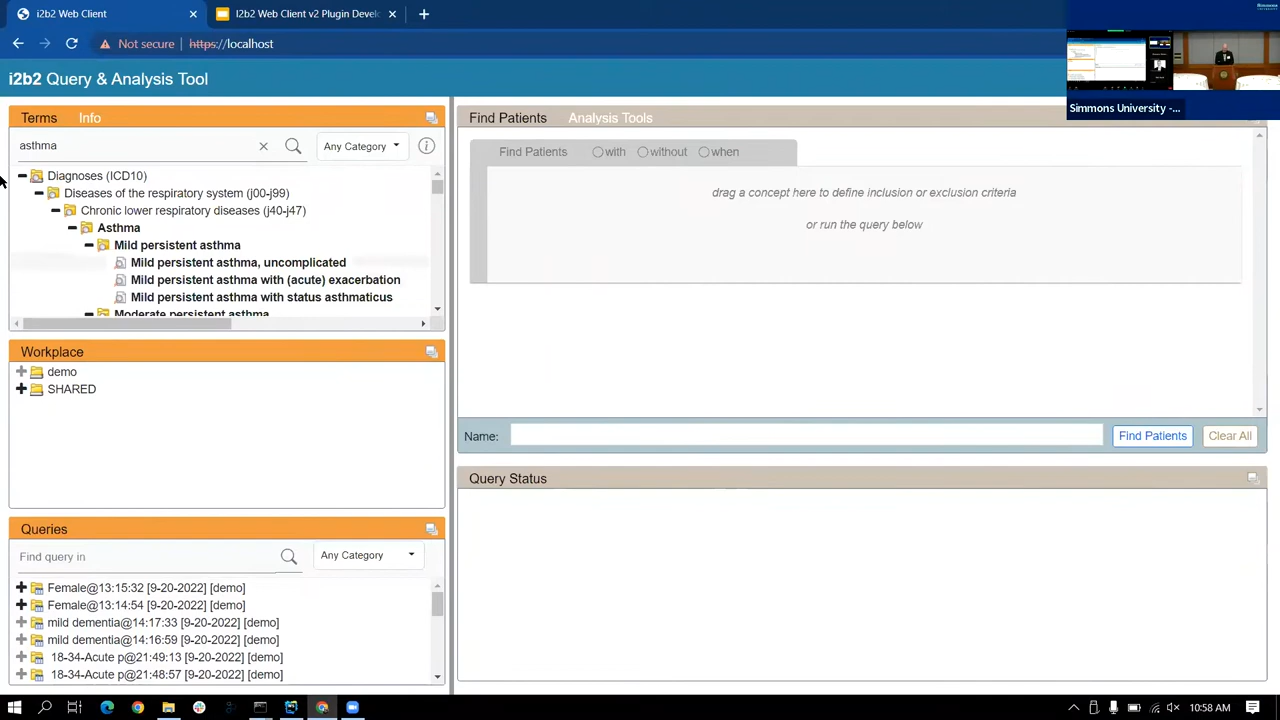 i2b2 Web Client
i2b2 Web Client v2 Plugin Devel
Not secure https://localhost
SIMMONS
Simmons University -...
i2b2 Query & Analysis Tool
Terms Info
asthma
Any Category
Diagnoses (ICD10)
Diseases of the respiratory system (j00-j99)
Chronic lower respiratory diseases (j40-j47)
Asthma
Mild persistent asthma
Mild persistent asthma, uncomplicated
Mild persistent asthma with (acute) exacerbation
Mild persistent asthma with status asthmaticus
Moderate persistent asthma
Workplace
demo
SHARED
Queries
Find query in
Any Category
Female@13:15:32 [9-20-2022] [demo]
Female@13:14:54 [9-20-2022] [demo]
mild dementia@14:17:33 [9-20-2022] [demo]
mild dementia@14:16:59 [9-20-2022] [demo]
18-34-Acute p@21:49:13 [9-20-2022] [demo]
18-34-Acute p@21:48:57 [9-20-2022] [demo]
Find Patients Analysis Tools
Find Patients with without when
drag a concept here to define inclusion or exclusion criteria
or run the query below
Name: Find Patients Clear All
Query Status
10:58 AM